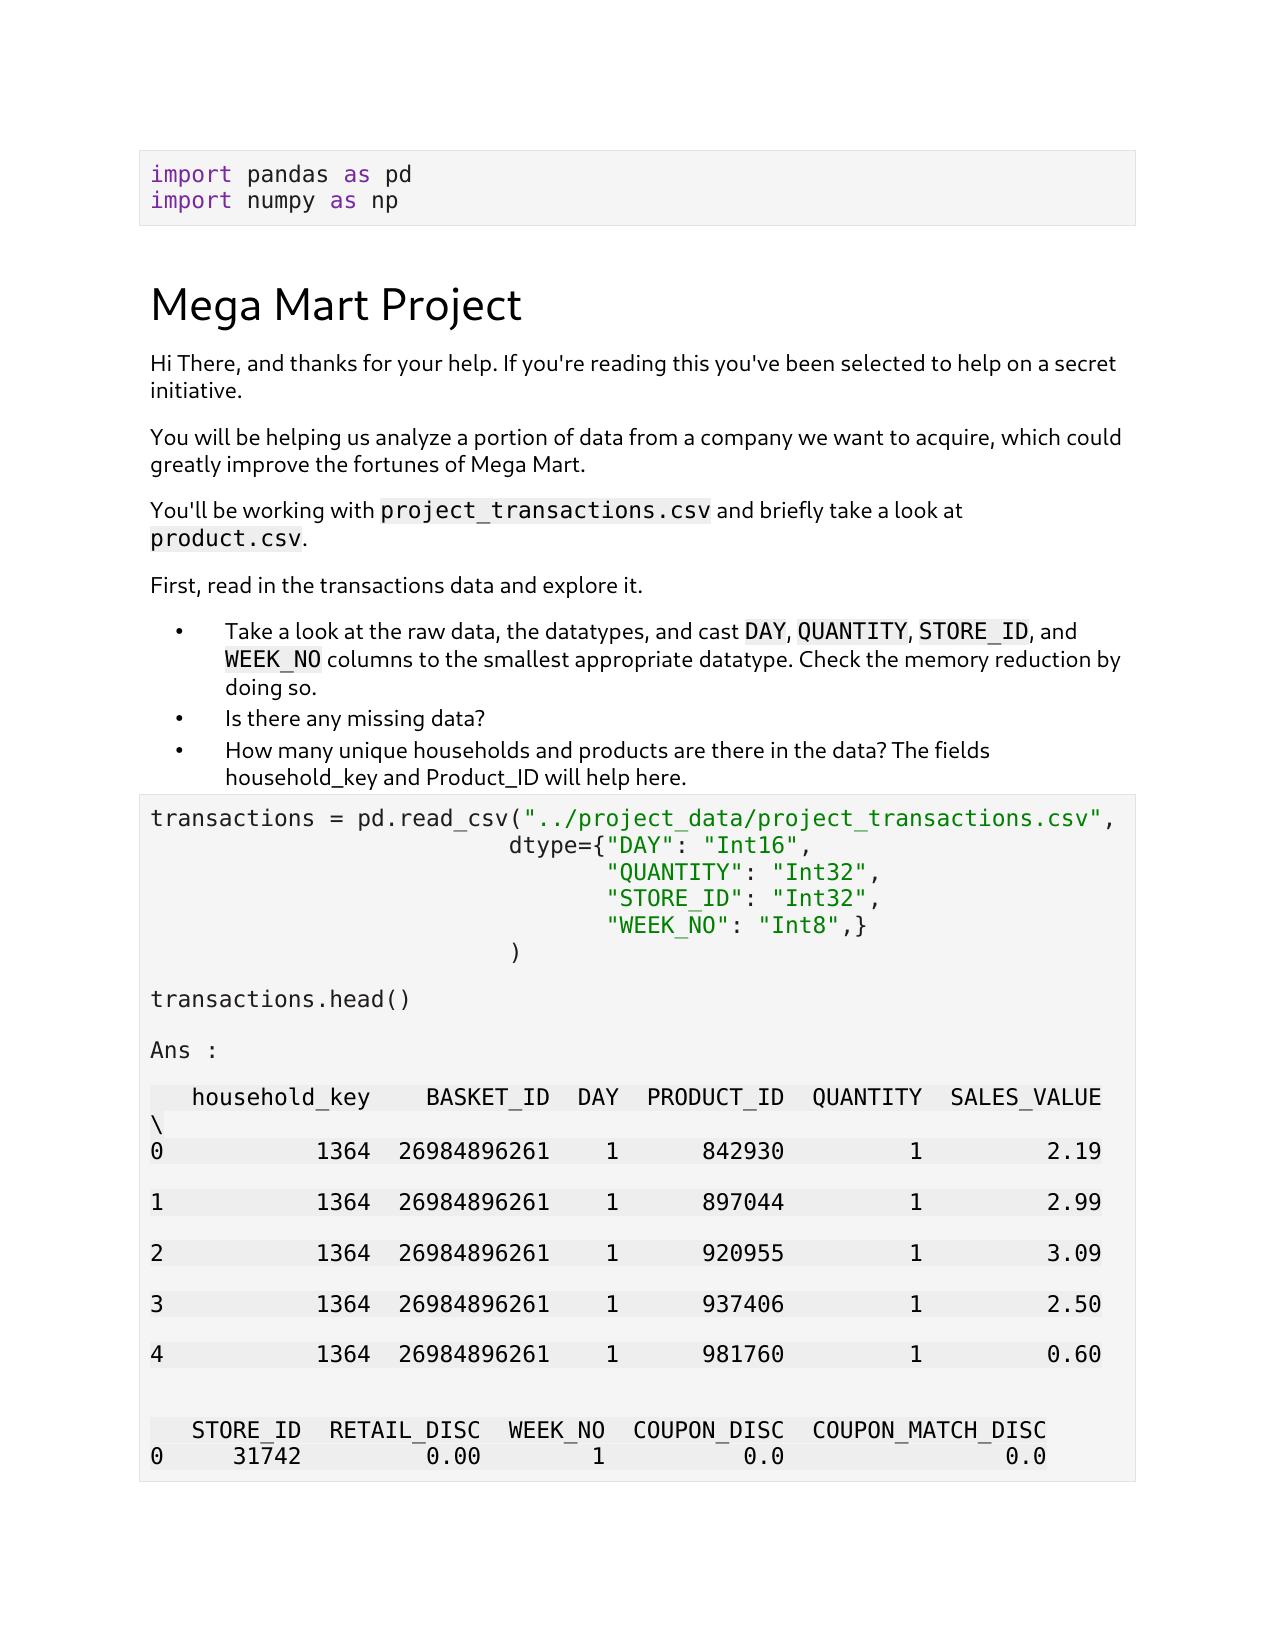 import pandas as pd
import numpy as np
Mega Mart Project
Hi There, and thanks for your help. If you're reading this you've been selected to help on a secret
initiative.
You will be helping us analyze a portion of data from a company we want to acquire, which could
greatly improve the fortunes of Mega Mart.
You'll be working with project_transactions.csv and briefly take a look at
product.csv.
First, read in the transactions data and explore it.
• Take a look at the raw data, the datatypes, and cast DAY, QUANTITY, STORE_ID, and
WEEK_NO columns to the smallest appropriate datatype. Check the memory reduction by
doing so.
• Is there any missing data?
• How many unique households and products are there in the data? The fields
household_key and Product_ID will help here.
transactions = pd.read_csv("../project_data/project_transactions.csv",
                          dtype={"DAY": "Int16",
                                 "QUANTITY": "Int32",
                                 "STORE_ID": "Int32",
                                 "WEEK_NO": "Int8",}
                          )
transactions.head()
Ans :
   household_key    BASKET_ID  DAY  PRODUCT_ID  QUANTITY  SALES_VALUE
\
0           1364  26984896261    1      842930         1         2.19
1           1364  26984896261    1      897044         1         2.99
2           1364  26984896261    1      920955         1         3.09
3           1364  26984896261    1      937406         1         2.50
4           1364  26984896261    1      981760         1         0.60
   STORE_ID  RETAIL_DISC  WEEK_NO  COUPON_DISC  COUPON_MATCH_DISC
0     31742         0.00        1          0.0                0.0